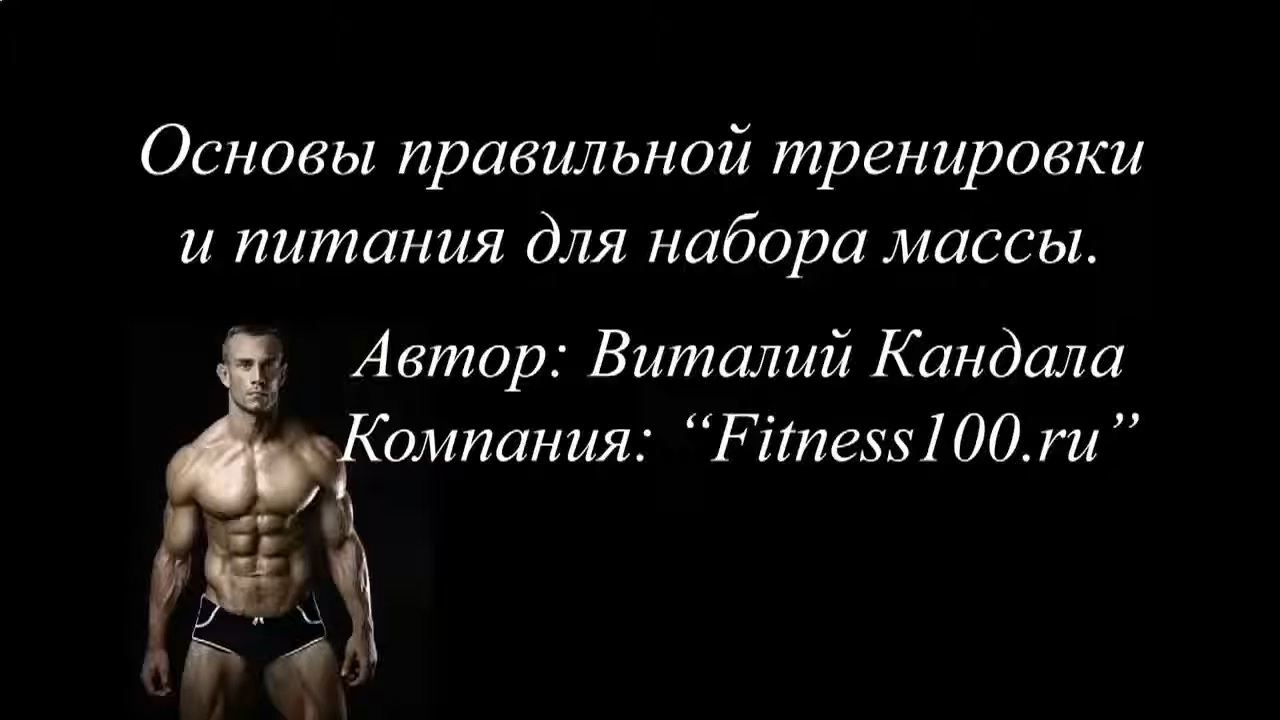 Основы правильной тренировки
и питания для набора массы.
Автор: Виталий Кандала
Компания: “Fitness100.ru”